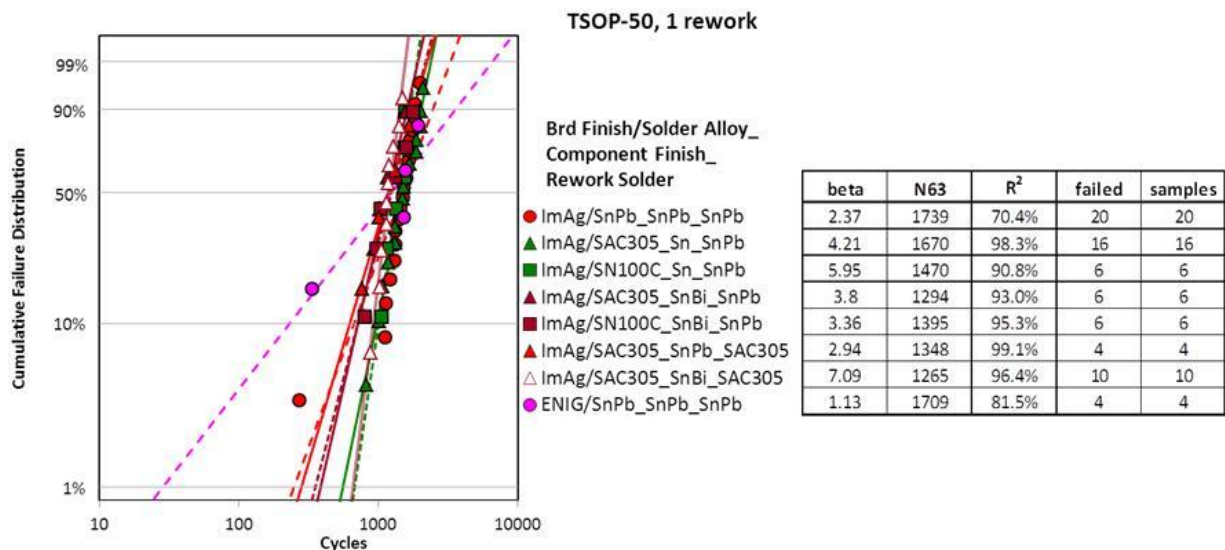 TSOP-50, 1 rework
Cumulative Failure Distribution
99%
90%
50%
10%
1%
10 100 1000 10000
Cycles
Brd Finish/Solder Alloy_
Component Finish_
Rework Solder
ImAg/SnPb_SnPb_SnPb
ImAg/SAC305_Sn_SnPb
ImAg/SN100C_Sn_SnPb
ImAg/SAC305_SnBi_SnPb
ImAg/SN100C_SnBi_SnPb
ImAg/SAC305_SnPb_SAC305
ImAg/SAC305_SnBi_SAC305
ENIG/SnPb_SnPb_SnPb
beta N63 R² failed samples
2.37 1739 70.4% 20 20
4.21 1670 98.3% 16 16
5.95 1470 90.8% 6 6
3.8 1294 93.0% 6 6
3.36 1395 95.3% 6 6
2.94 1348 99.1% 4 4
7.09 1265 96.4% 10 10
1.13 1709 81.5% 4 4